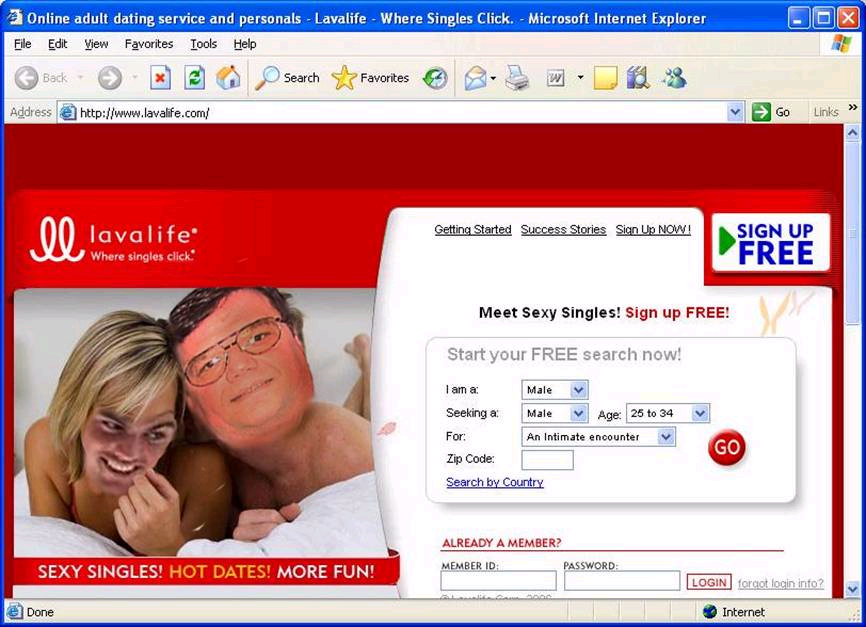 Online adult dating service and personals - Lavalife - Where Singles Click. - Microsoft Internet Explorer
File Edit View Favorites Tools Help
Back Search Favorites
Address http://www.lavalife.com/ Go Links »
lavalife®
Where singles click.®
Getting Started Success Stories Sign Up NOW!
SIGN UP
FREE
Meet Sexy Singles! Sign up FREE!
Start your FREE search now!
I am a: Male
Seeking a: Male Age: 25 to 34
For: An Intimate encounter
GO
Zip Code:
Search by Country
SEXY SINGLES! HOT DATES! MORE FUN!
ALREADY A MEMBER?
MEMBER ID: PASSWORD:
LOGIN forgot login info?
© Lavalife Corp. 2006
Done Internet